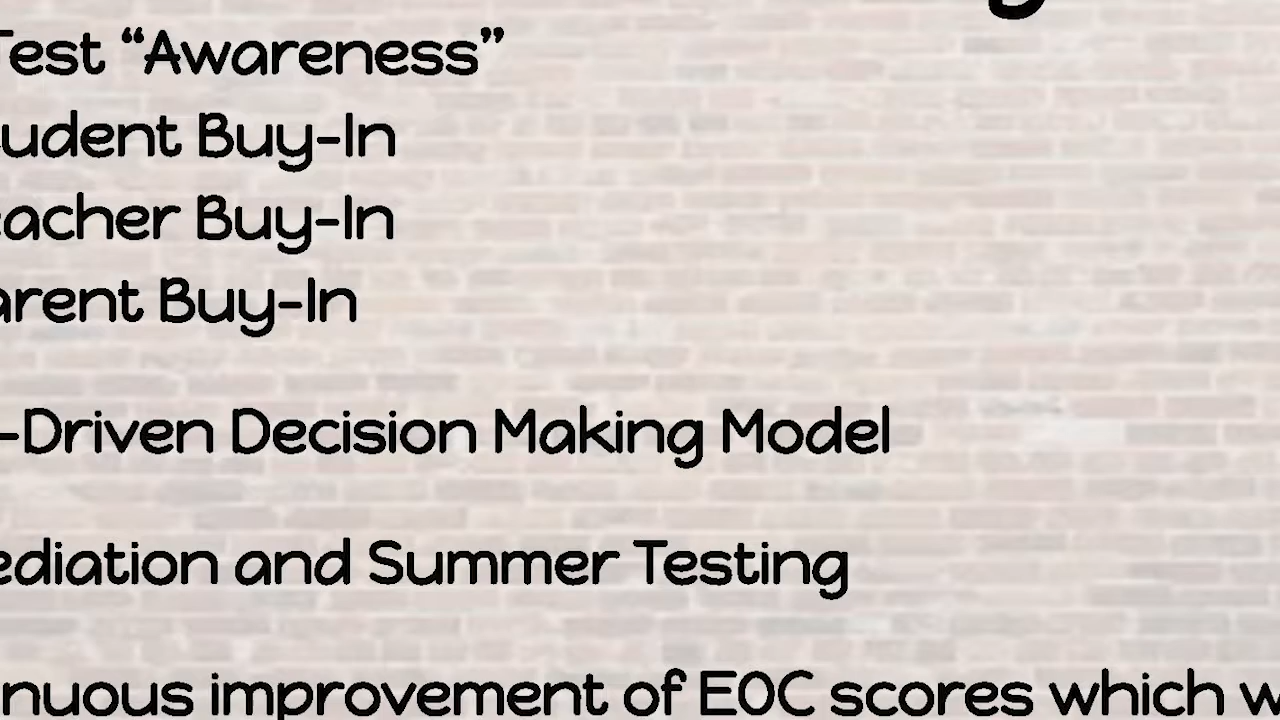 Test “Awareness”
udent Buy-In
eacher Buy-In
arent Buy-In
-Driven Decision Making Model
ediation and Summer Testing
nuous improvement of EOC scores which w